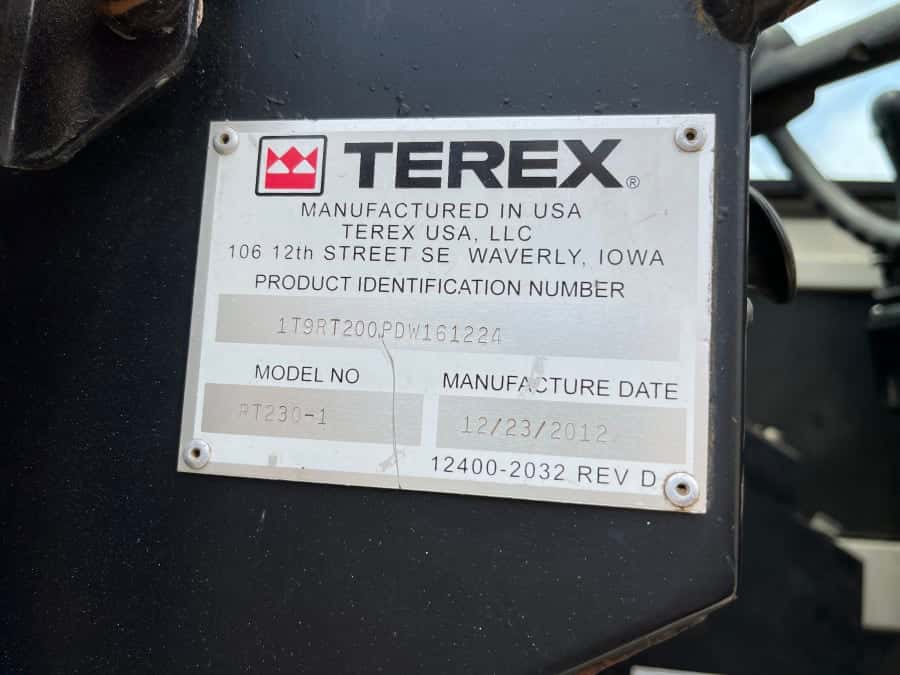 TEREX®
MANUFACTURED IN USA
TEREX USA, LLC
106 12th STREET SE WAVERLY, IOWA
PRODUCT IDENTIFICATION NUMBER
1T9RT200PDW161224
MODEL NO
RT230-1
MANUFACTURE DATE
12/23/2012
12400-2032 REV D